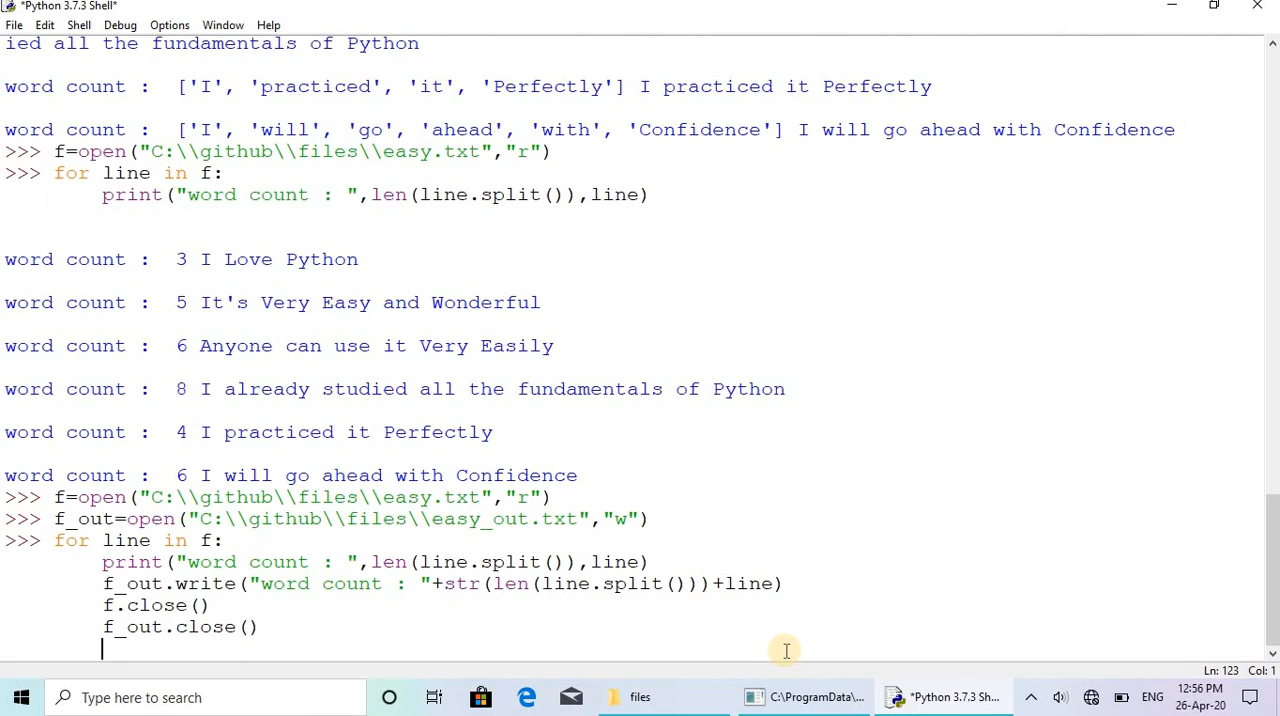 *Python 3.7.3 Shell*
File Edit Shell Debug Options Window Help
ied all the fundamentals of Python
word count :  ['I', 'practiced', 'it', 'Perfectly'] I practiced it Perfectly
word count :  ['I', 'will', 'go', 'ahead', 'with', 'Confidence'] I will go ahead with Confidence
>>> f=open("C:\\github\\files\\easy.txt","r")
>>> for line in f:
        print("word count : ",len(line.split()),line)
word count :  3 I Love Python
word count :  5 It's Very Easy and Wonderful
word count :  6 Anyone can use it Very Easily
word count :  8 I already studied all the fundamentals of Python
word count :  4 I practiced it Perfectly
word count :  6 I will go ahead with Confidence
>>> f=open("C:\\github\\files\\easy.txt","r")
>>> f_out=open("C:\\github\\files\\easy_out.txt","w")
>>> for line in f:
        print("word count : ",len(line.split()),line)
        f_out.write("word count : "+str(len(line.split()))+line)
        f.close()
        f_out.close()
Ln: 123 Col: 1
Type here to search
files
C:\ProgramData/...
*Python 3.7.3 Sh...
ENG
12:56 PM
26-Apr-20